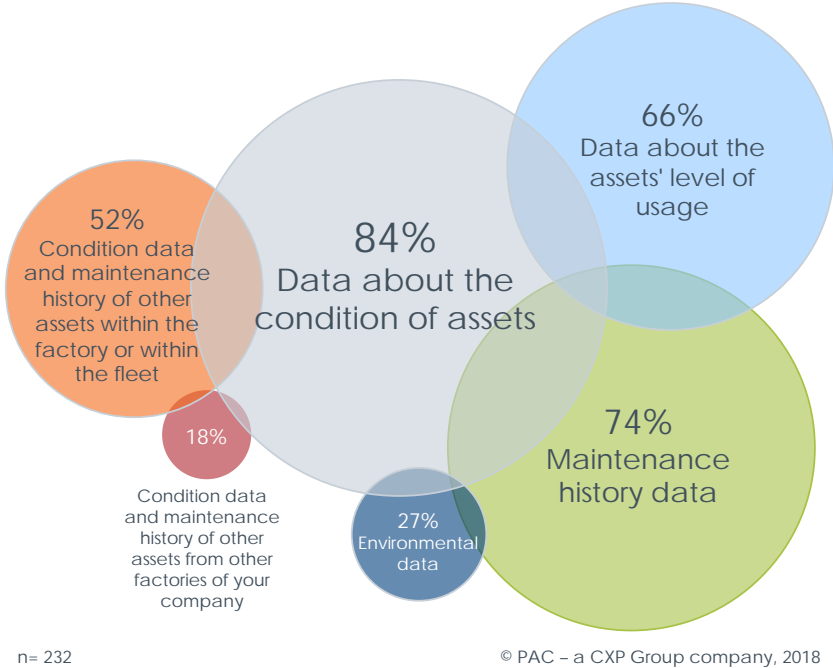 66%
Data about the
assets' level of
usage
52%
Condition data
and maintenance
history of other
assets within the
factory or within
the fleet
84%
Data about the
condition of assets
74%
Maintenance
history data
18%
Condition data
and maintenance
history of other
assets from other
factories of your
company
27%
Environmental
data
n= 232
© PAC – a CXP Group company, 2018